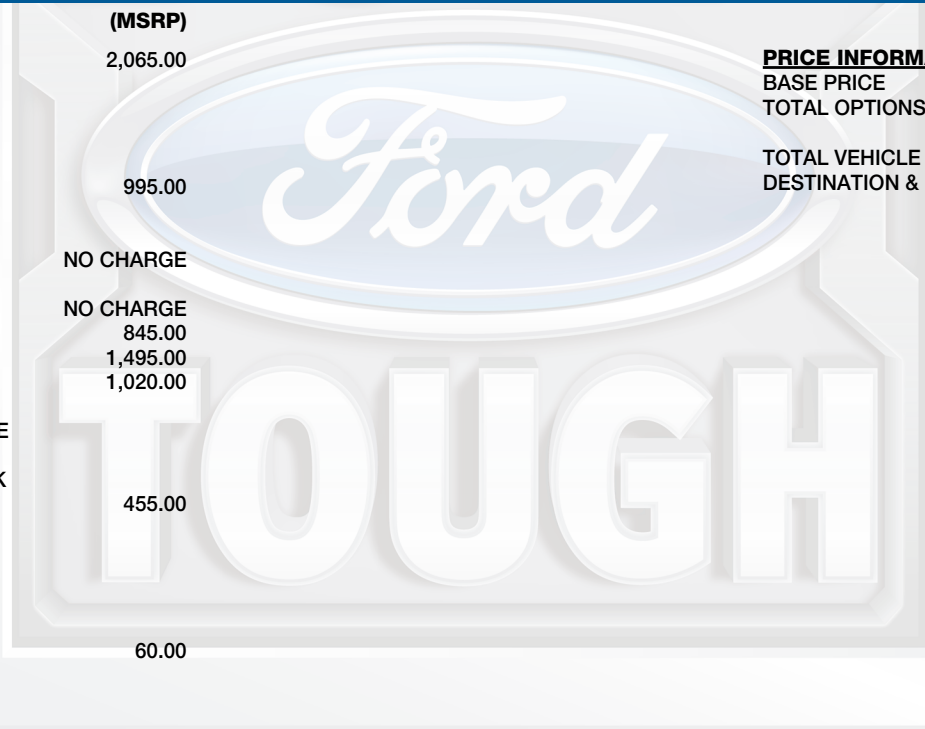 (MSRP)
2,065.00
995.00
NO CHARGE
NO CHARGE
845.00
1,495.00
1,020.00
E
K
455.00
60.00
PRICE INFORM
BASE PRICE
TOTAL OPTIONS
TOTAL VEHICLE
DESTINATION &
Ford
TOUGH